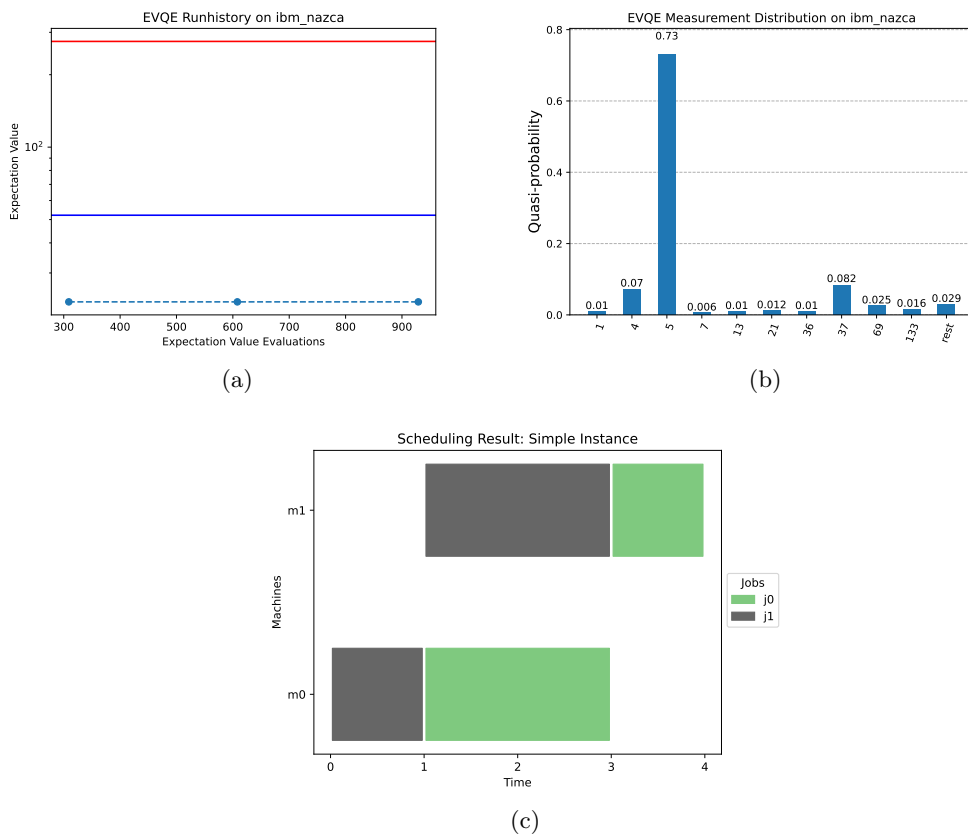 EVQE Runhistory on ibm_nazca
Expectation Value
10²
300 400 500 600 700 800 900
Expectation Value Evaluations
(a)
EVQE Measurement Distribution on ibm_nazca
Quasi-probability
0.8
0.6
0.4
0.2
0.0
0.01
0.07
0.73
0.006
0.01
0.012
0.01
0.082
0.025
0.016
0.029
1 4 5 7 13 21 36 37 69 133 rest
(b)
Scheduling Result: Simple Instance
Machines
m1
m0
0 1 2 3 4
Time
Jobs
j0
j1
(c)